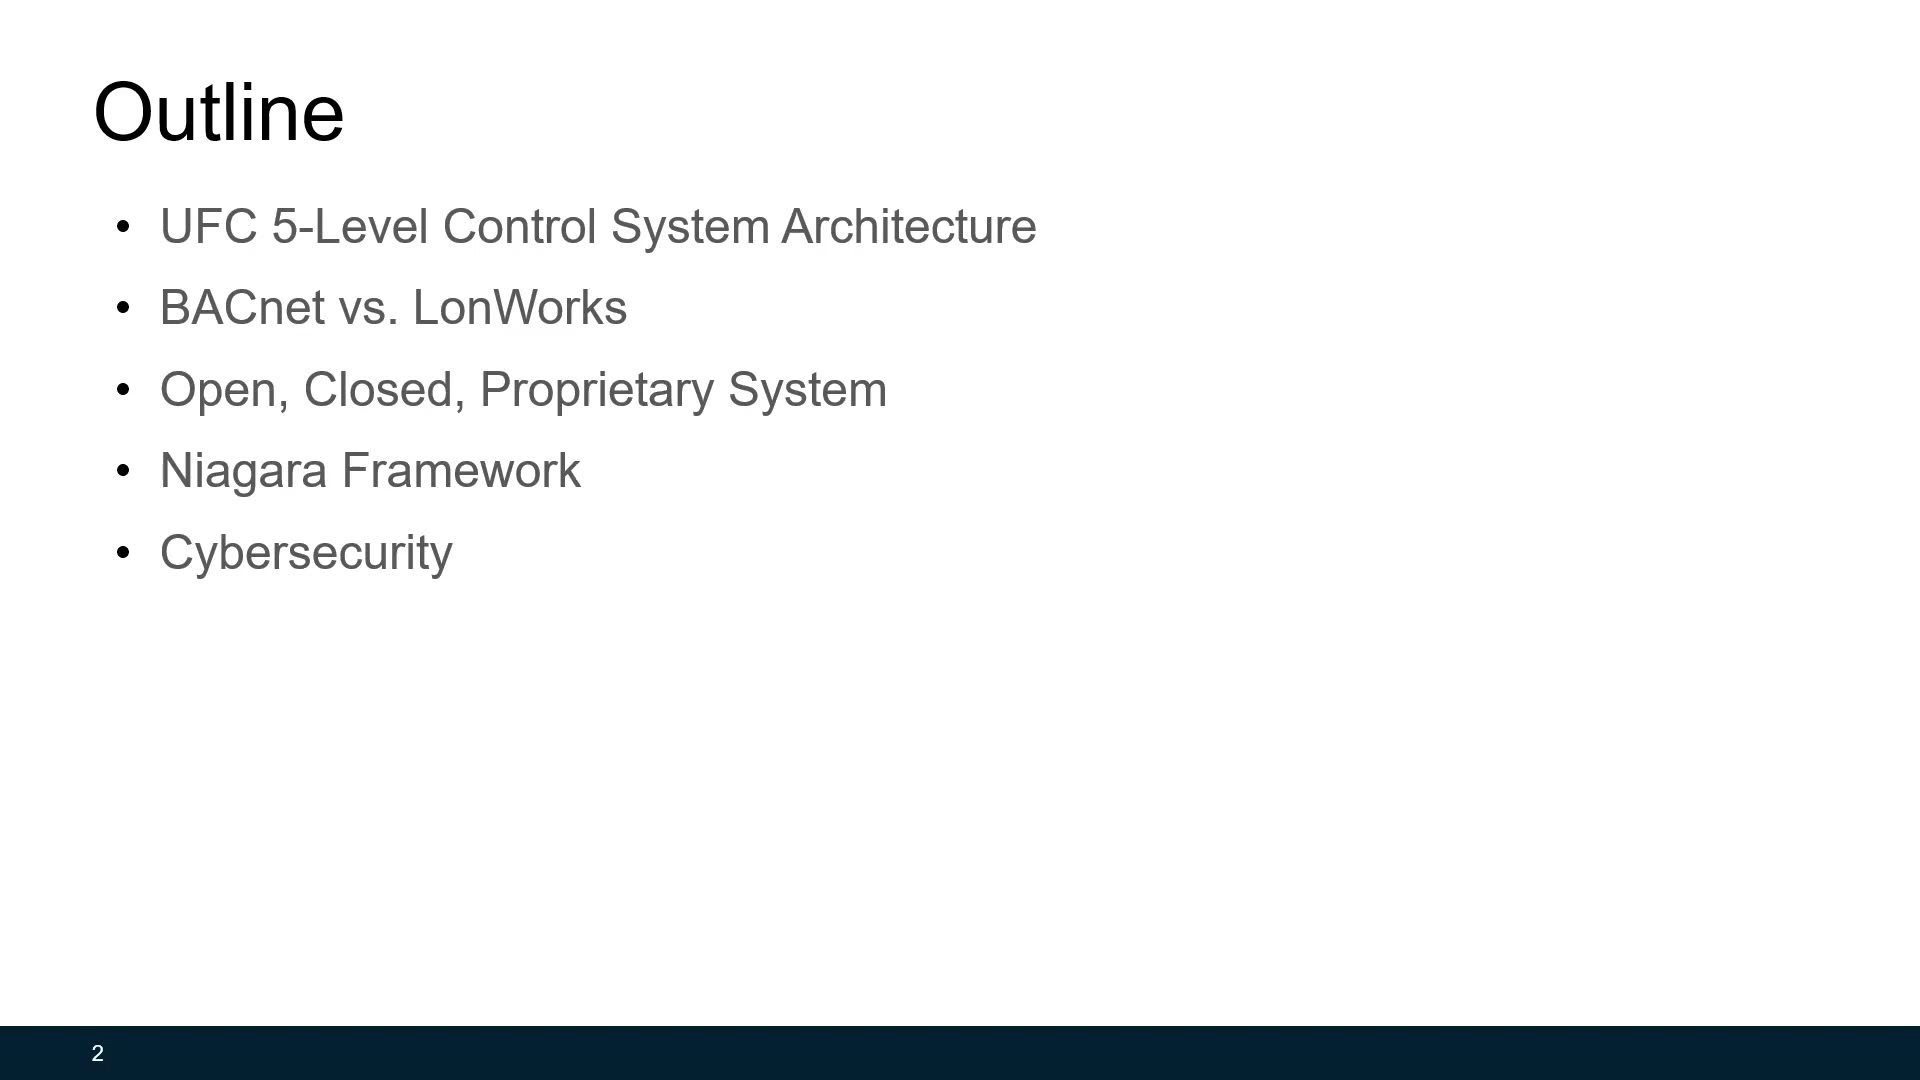 Outline
• UFC 5-Level Control System Architecture
• BACnet vs. LonWorks
• Open, Closed, Proprietary System
• Niagara Framework
• Cybersecurity
2